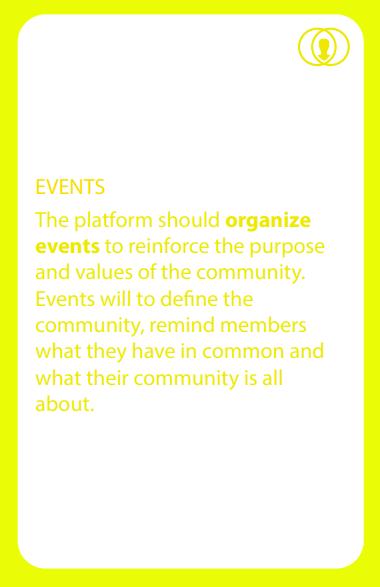 EVENTS
The platform should organize
events to reinforce the purpose
and values of the community.
Events will to define the
community, remind members
what they have in common and
what their community is all
about.